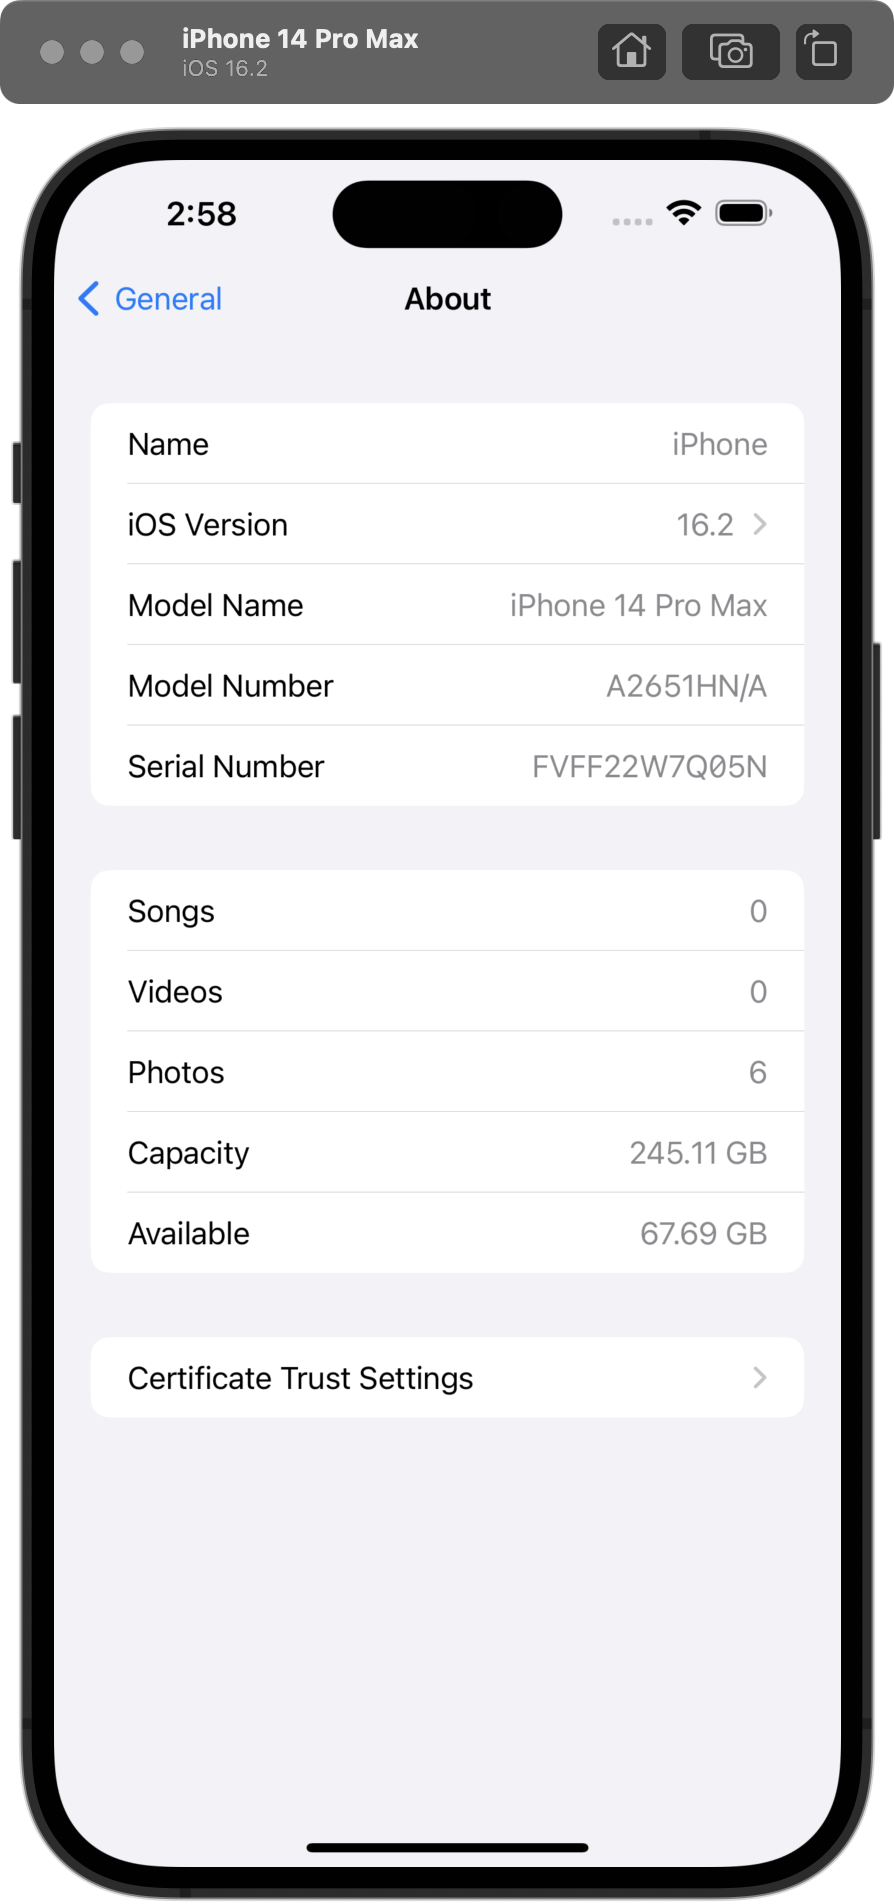 iPhone 14 Pro Max
iOS 16.2
2:58
General
About
Name iPhone
iOS Version 16.2
Model Name iPhone 14 Pro Max
Model Number A2651HN/A
Serial Number FVFF22W7Q05N
Songs 0
Videos 0
Photos 6
Capacity 245.11 GB
Available 67.69 GB
Certificate Trust Settings